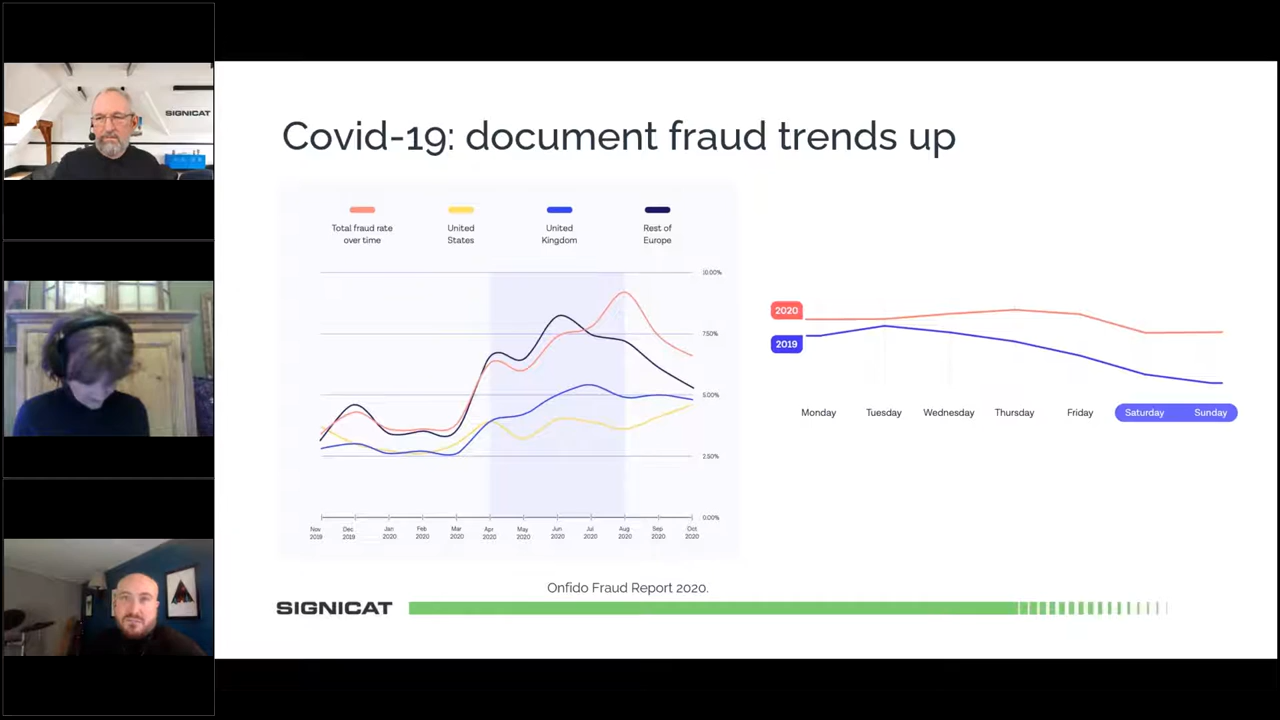 SIGNICAT
Covid-19: document fraud trends up
Total fraud rate
over time
United
States
United
Kingdom
Rest of
Europe
10.00%
7.50%
5.00%
2.50%
0.00%
Nov
2019
Dec
2019
Jan
2020
Feb
2020
Mar
2020
Apr
2020
May
2020
Jun
2020
Jul
2020
Aug
2020
Sep
2020
Oct
2020
2020
2019
Monday Tuesday Wednesday Thursday Friday Saturday Sunday
Onfido Fraud Report 2020.
SIGNICAT